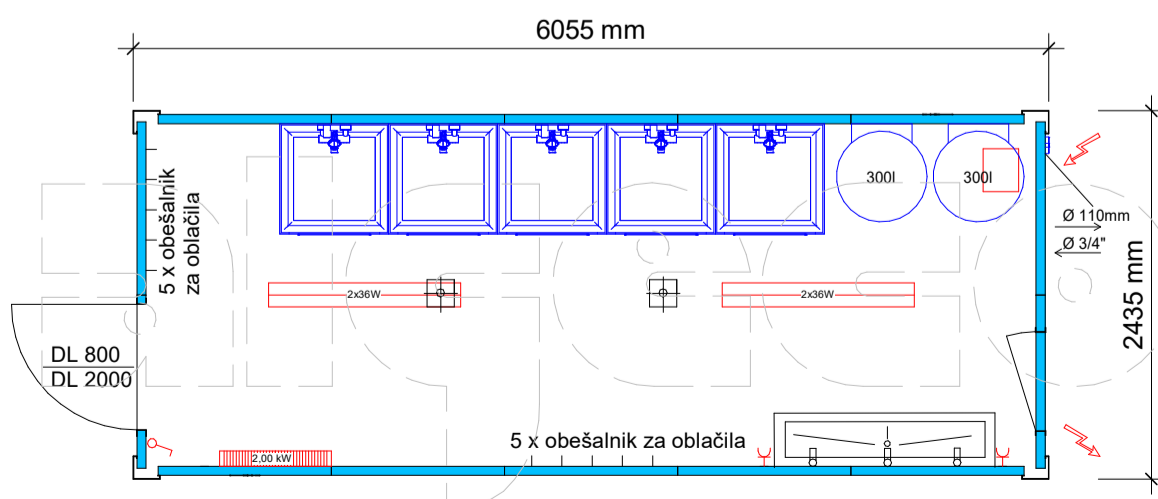 6055 mm
300l
300l
5 x obešalnik
za oblačila
Ø 110mm
Ø 3/4"
2435 mm
2x36W
2x36W
DL 800
DL 2000
5 x obešalnik za oblačila
2,00 kW